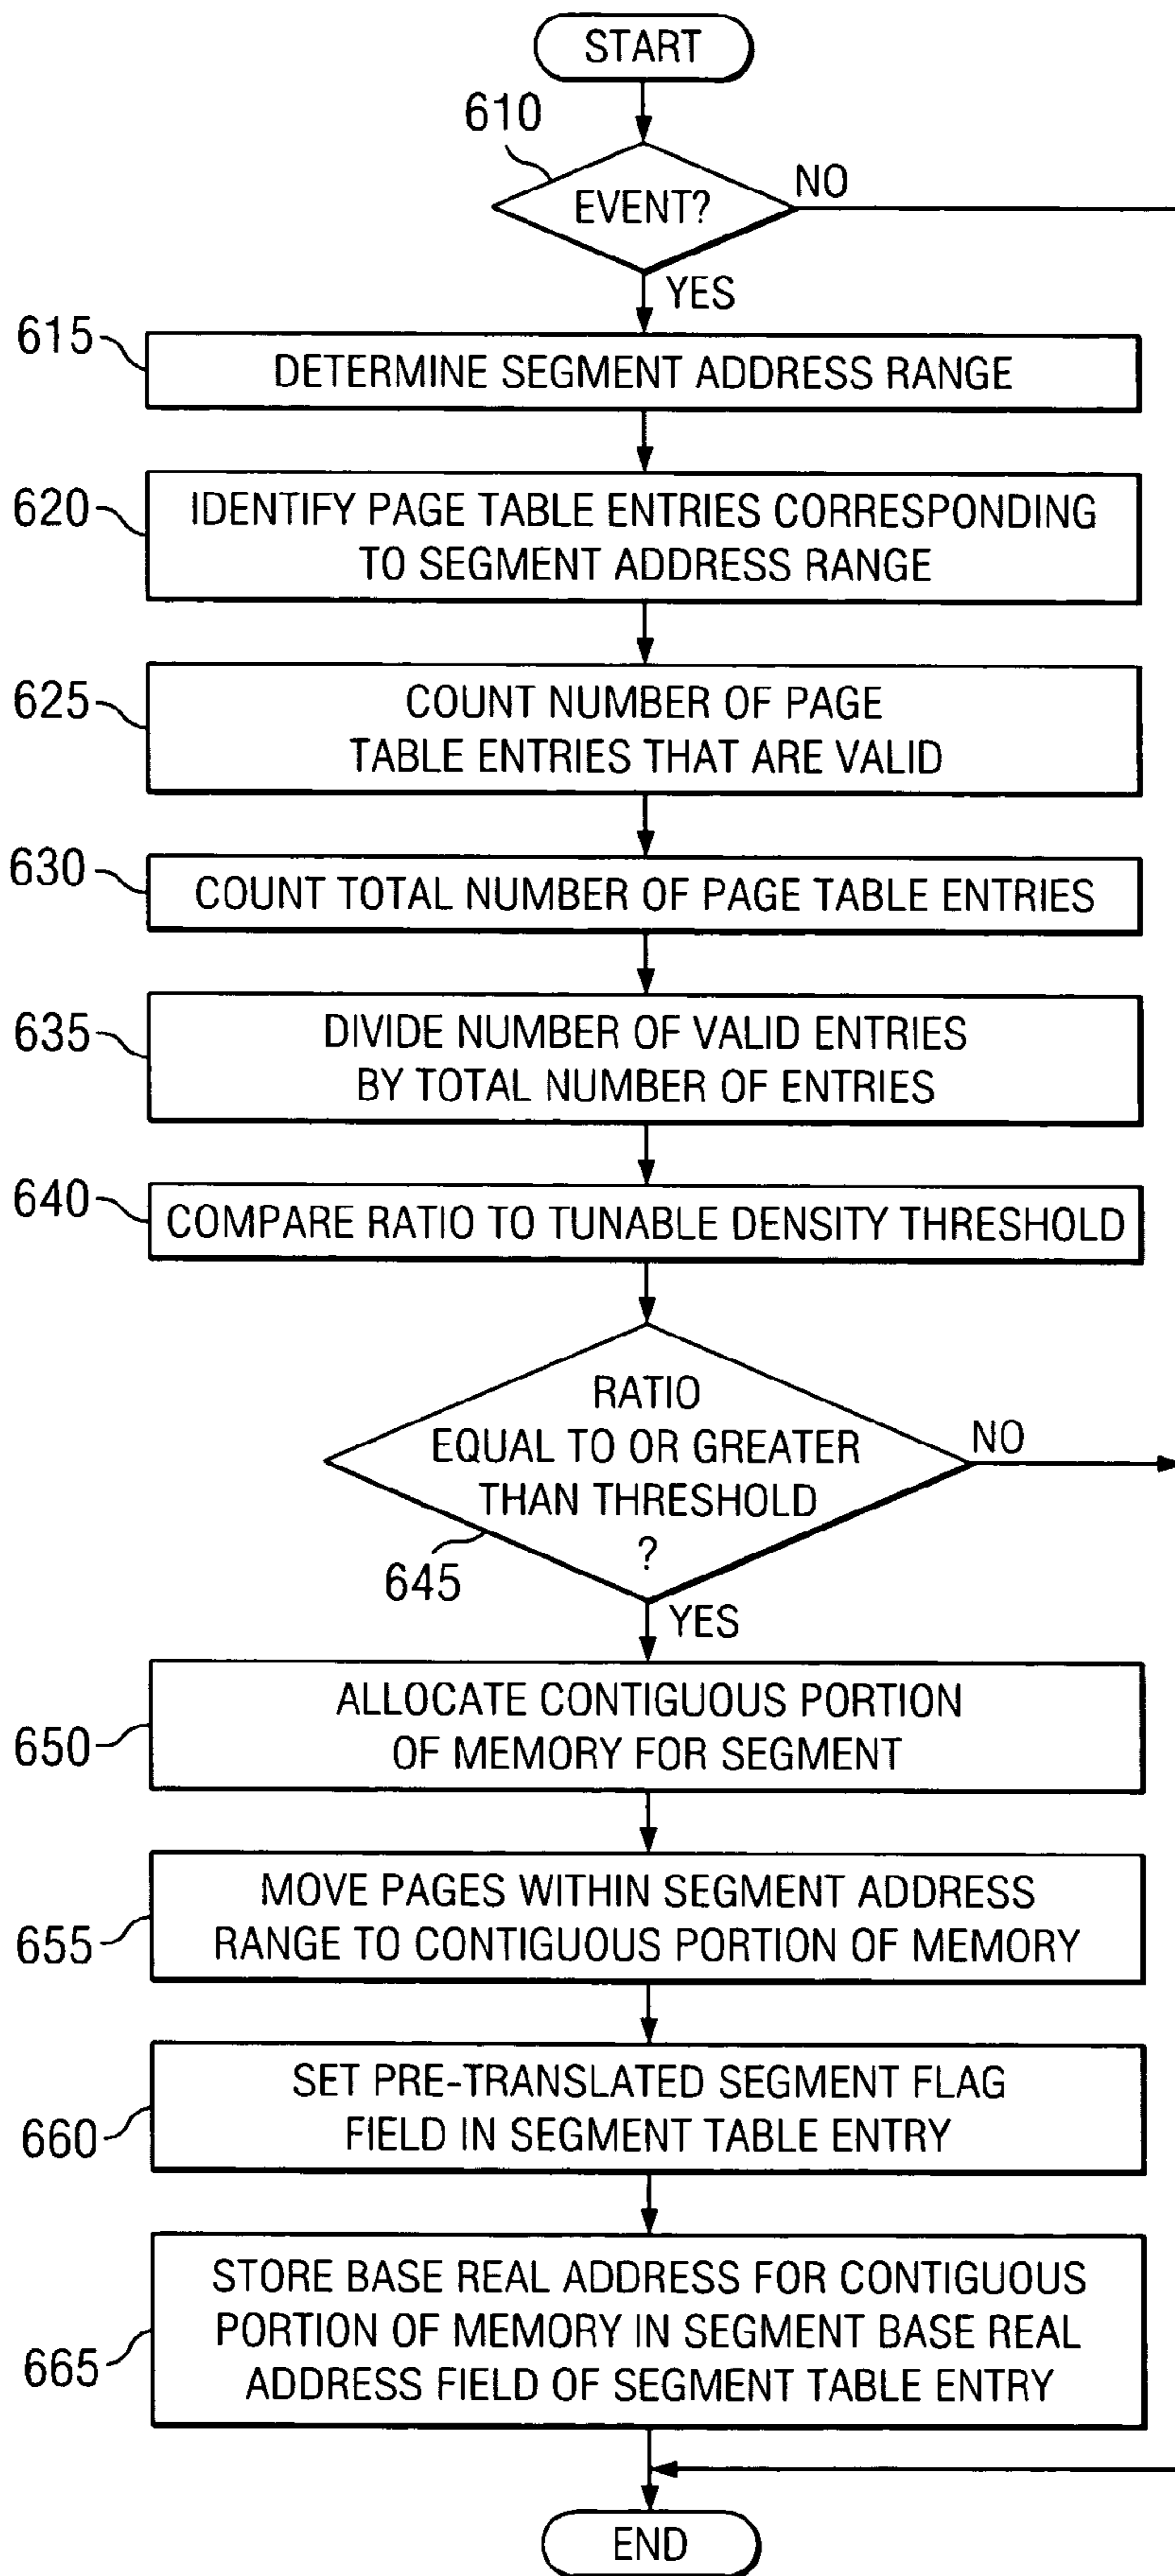 START
610
EVENT?
NO
YES
615
DETERMINE SEGMENT ADDRESS RANGE
620
IDENTIFY PAGE TABLE ENTRIES CORRESPONDING
TO SEGMENT ADDRESS RANGE
625
COUNT NUMBER OF PAGE
TABLE ENTRIES THAT ARE VALID
630
COUNT TOTAL NUMBER OF PAGE TABLE ENTRIES
635
DIVIDE NUMBER OF VALID ENTRIES
BY TOTAL NUMBER OF ENTRIES
640
COMPARE RATIO TO TUNABLE DENSITY THRESHOLD
RATIO
EQUAL TO OR GREATER
THAN THRESHOLD
?
NO
645
YES
650
ALLOCATE CONTIGUOUS PORTION
OF MEMORY FOR SEGMENT
655
MOVE PAGES WITHIN SEGMENT ADDRESS
RANGE TO CONTIGUOUS PORTION OF MEMORY
660
SET PRE-TRANSLATED SEGMENT FLAG
FIELD IN SEGMENT TABLE ENTRY
665
STORE BASE REAL ADDRESS FOR CONTIGUOUS
PORTION OF MEMORY IN SEGMENT BASE REAL
ADDRESS FIELD OF SEGMENT TABLE ENTRY
END